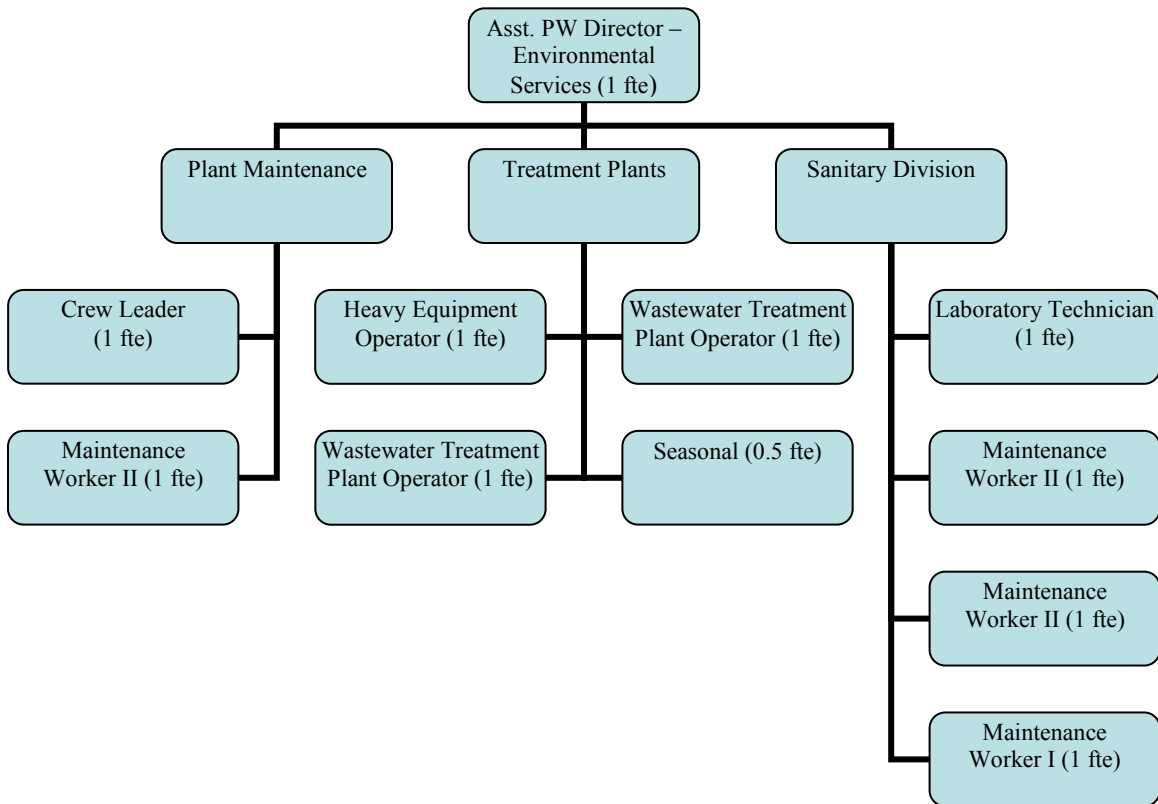 Asst. PW Director –
Environmental
Services (1 fte)
Plant Maintenance
Treatment Plants
Sanitary Division
Crew Leader
(1 fte)
Heavy Equipment
Operator (1 fte)
Wastewater Treatment
Plant Operator (1 fte)
Laboratory Technician
(1 fte)
Maintenance
Worker II (1 fte)
Wastewater Treatment
Plant Operator (1 fte)
Seasonal (0.5 fte)
Maintenance
Worker II (1 fte)
Maintenance
Worker II (1 fte)
Maintenance
Worker I (1 fte)